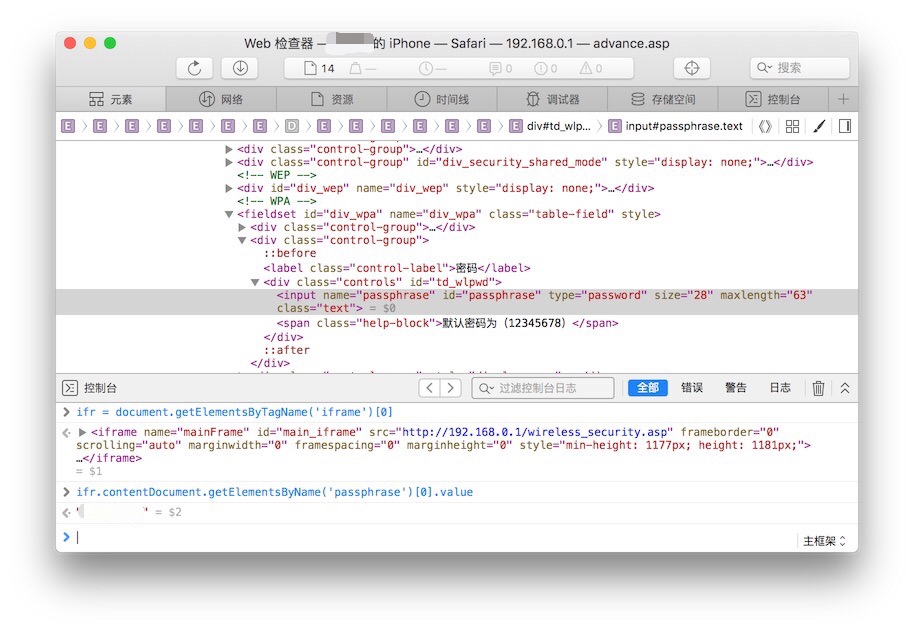 Web 检查器 — 的 iPhone — Safari — 192.168.0.1 — advance.asp
14 — — 0 0 0 搜索
元素 网络 资源 时间线 调试器 存储空间 控制台 +
E E E E E E E D E E E E E E E div#td_wlp... E input#passphrase.text
<div class="control-group">…</div>
<div class="control-group" id="div_security_shared_mode" style="display: none;">…</div>
<!-- WEP -->
<div id="div_wep" name="div_wep" style="display: none;">…</div>
<!-- WPA -->
<fieldset id="div_wpa" name="div_wpa" class="table-field" style>
<div class="control-group">…</div>
<div class="control-group">
::before
<label class="control-label">密码</label>
<div class="controls" id="td_wlpwd">
<input name="passphrase" id="passphrase" type="password" size="28" maxlength="63"
class="text"> = $0
<span class="help-block">默认密码为（12345678）</span>
</div>
::after
</div>
控制台 过滤控制台日志 全部 错误 警告 日志
> ifr = document.getElementsByTagName('iframe')[0]
<iframe name="mainFrame" id="main_iframe" src="http://192.168.0.1/wireless_security.asp" frameborder="0"
scrolling="auto" marginwidth="0" framespacing="0" marginheight="0" style="min-height: 1177px; height: 1181px;">
…</iframe>
= $1
> ifr.contentDocument.getElementsByName('passphrase')[0].value
" " = $2
>
主框架